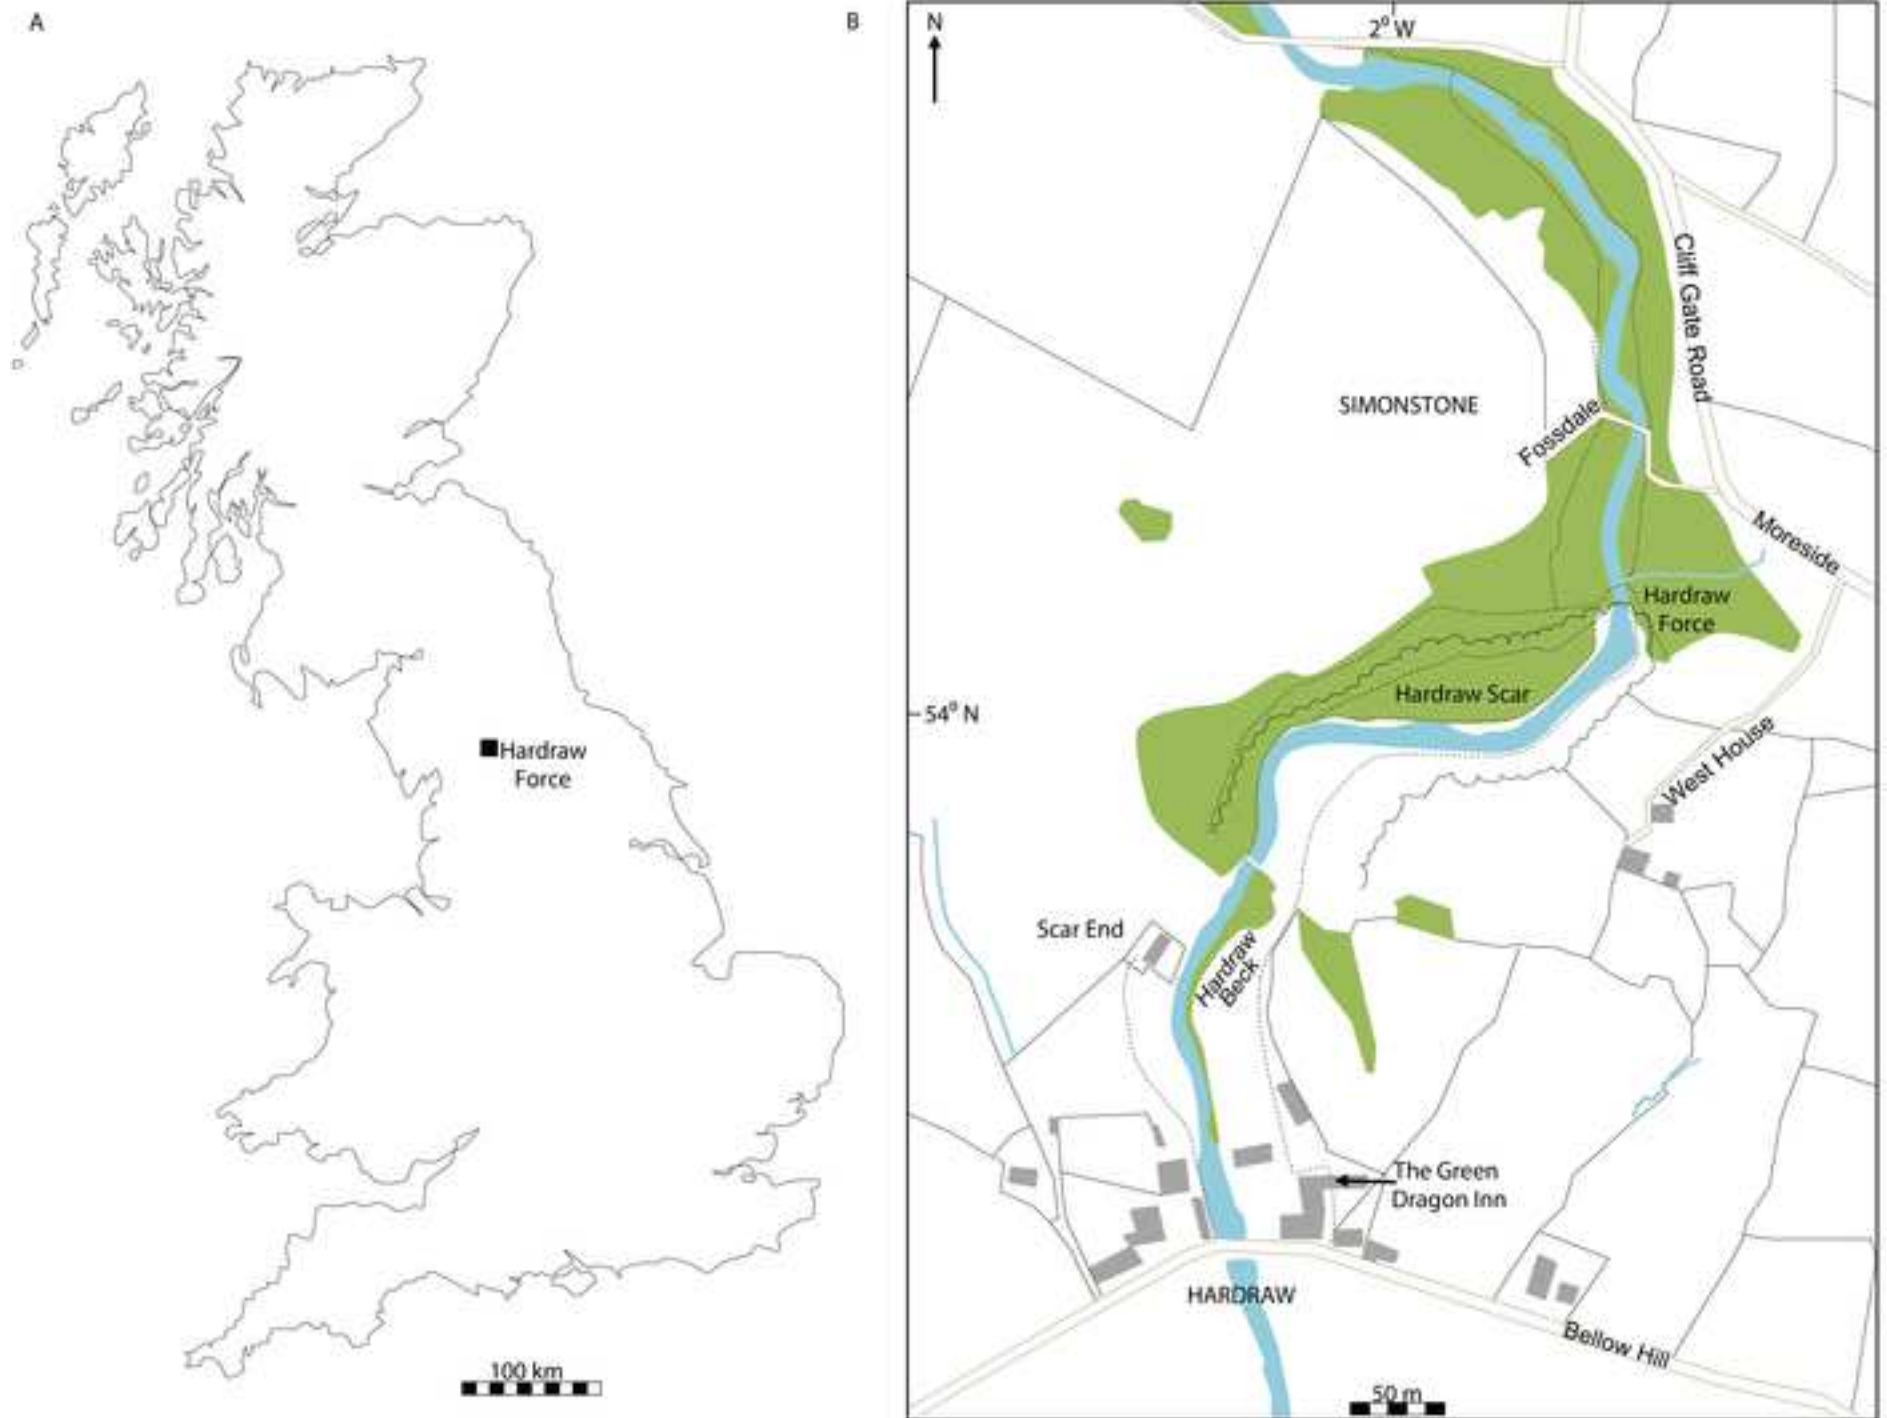 A
B
N
2° W
Cliff Gate Road
SIMONSTONE
Fossdale
Moreside
Hardraw
Force
Hardraw Scar
54° N
Hardraw
Force
West House
Scar End
Hardraw
Beck
The Green
Dragon Inn
HARDRAW
Bellow Hill
100 km
50 m